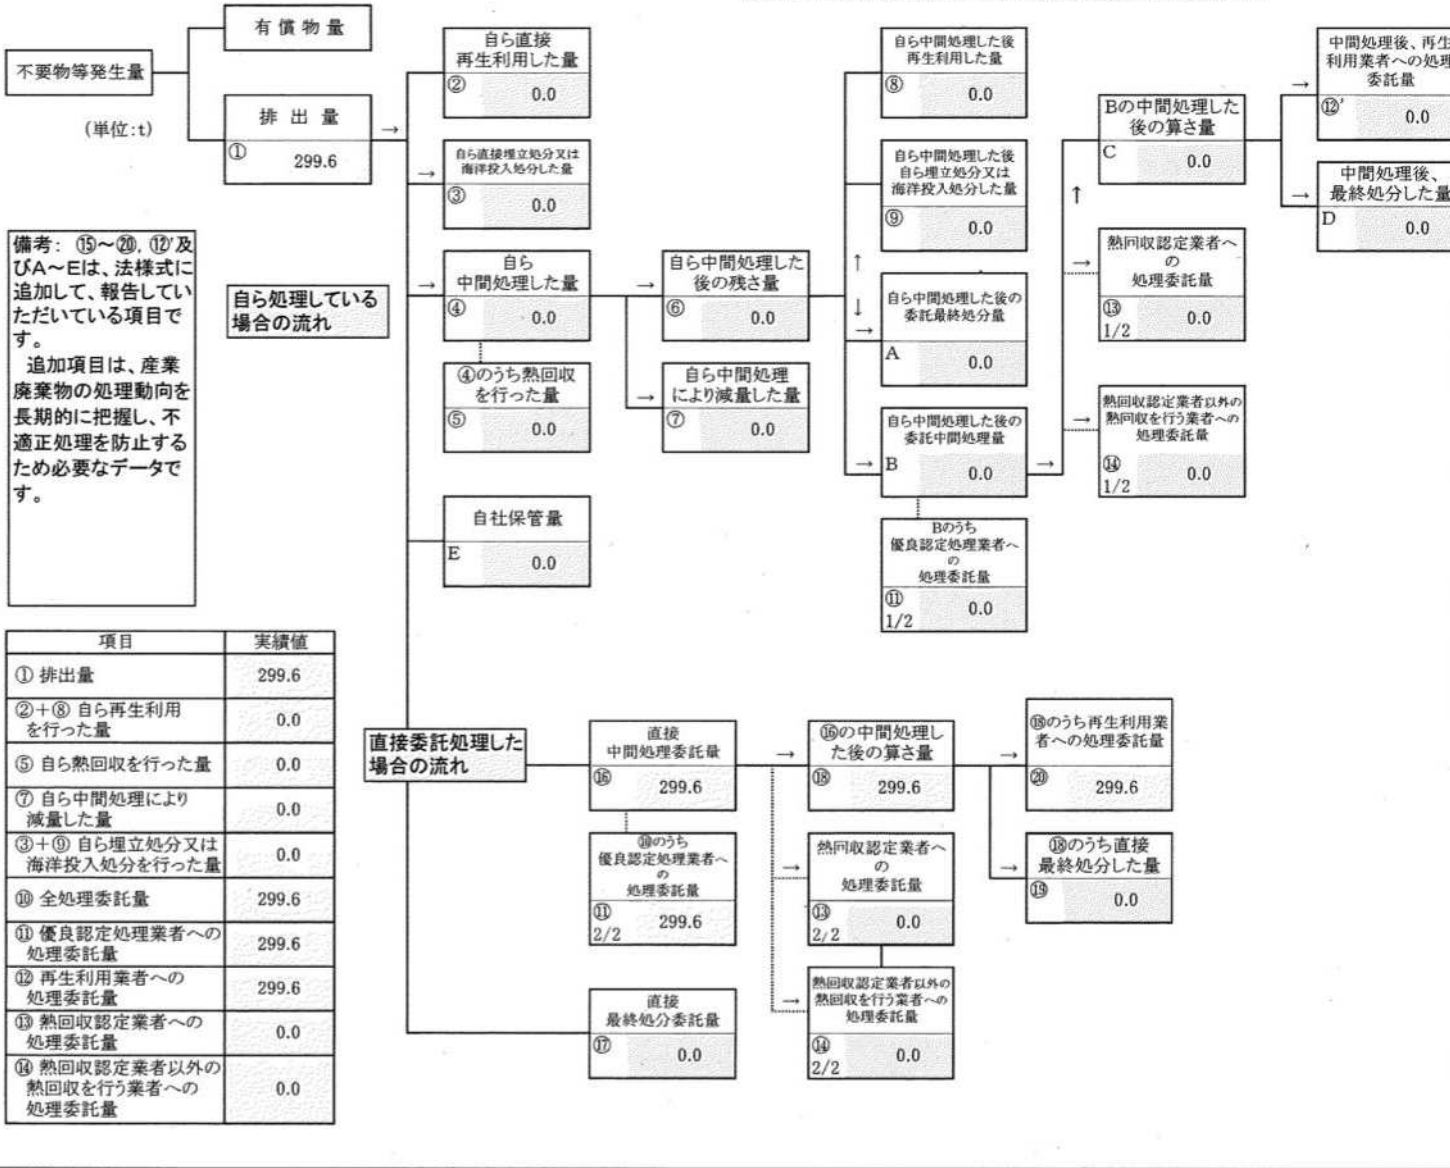 不要物等発生量
(単位:t)
有償物量
排出量
① 299.6
→
自ら直接
再生利用した量
② 0.0
→
自ら直接埋立処分又は
海洋投入処分した量
③ 0.0
→
自ら
中間処理した量
④ 0.0
④のうち熱回収
を行った量
⑤ 0.0
→
自ら中間処理した
後の残さ量
⑥ 0.0
→
自ら中間処理
により減量した量
⑦ 0.0
自社保管量
E 0.0
自ら中間処理した後
再生利用した量
⑧ 0.0
自ら中間処理した後
自ら埋立処分又は
海洋投入処分した量
⑨ 0.0
↑
↓
→
自ら中間処理した後の
委託最終処分量
A 0.0
→
自ら中間処理した後の
委託中間処理量
B 0.0
→
Bのうち
優良認定処理業者へ
の
処理委託量
⑪
1/2 0.0
↑
Bの中間処理した
後の算さ量
C 0.0
→
熱回収認定業者へ
の
処理委託量
⑬
1/2 0.0
→
熱回収認定業者以外の
熱回収を行う業者への
処理委託量
⑭
1/2 0.0
→
中間処理後、再生
利用業者への処理
委託量
⑫' 0.0
→
中間処理後、
最終処分した量
D 0.0
備考: ⑮~⑳, ⑫'及
びA~Eは、法様式に
追加して、報告してい
ただいている項目で
す。
追加項目は、産業
廃棄物の処理動向を
長期的に把握し、不
適正処理を防止する
ため必要なデータで
す。
自ら処理している
場合の流れ
項目 実績値
① 排出量 299.6
②+⑧ 自ら再生利用
を行った量 0.0
⑤ 自ら熱回収を行った量 0.0
⑦ 自ら中間処理により
減量した量 0.0
③+⑨ 自ら埋立処分又は
海洋投入処分を行った量 0.0
⑩ 全処理委託量 299.6
⑪ 優良認定処理業者への
処理委託量 299.6
⑫ 再生利用業者への
処理委託量 299.6
⑬ 熱回収認定業者への
処理委託量 0.0
⑭ 熱回収認定業者以外の
熱回収を行う業者への
処理委託量 0.0
直接委託処理した
場合の流れ
直接
中間処理委託量
⑯ 299.6
⑩のうち
優良認定処理業者へ
の
処理委託量
⑪
2/2 299.6
直接
最終処分委託量
⑰ 0.0
→
⑯の中間処理し
た後の算さ量
⑱ 299.6
→
熱回収認定業者へ
の
処理委託量
⑬
2/2 0.0
→
熱回収認定業者以外の
熱回収を行う業者への
処理委託量
⑭
2/2 0.0
→
⑱のうち再生利用業
者への処理委託量
⑳ 299.6
→
⑱のうち直接
最終処分した量
⑲ 0.0